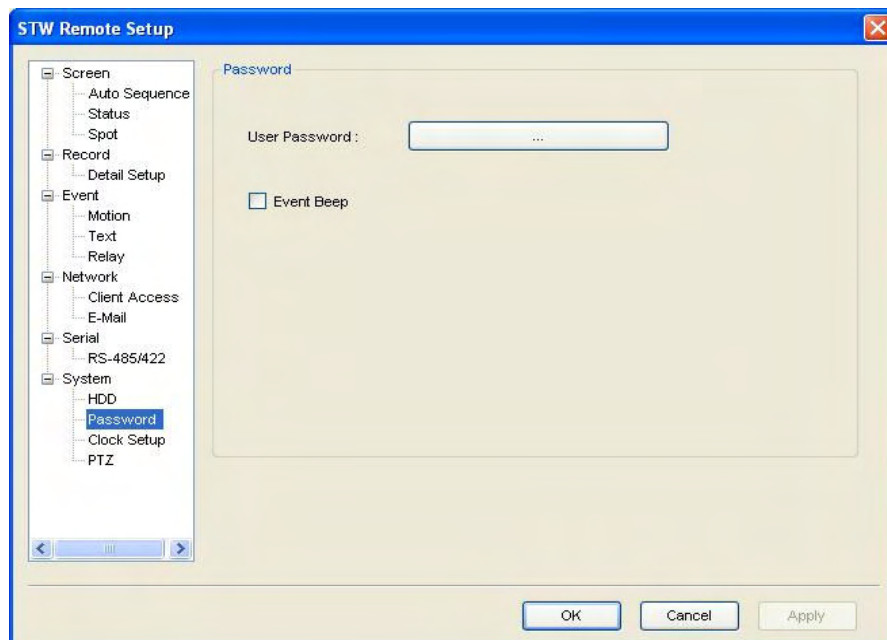 STW Remote Setup
Screen
Auto Sequence
Status
Spot
Record
Detail Setup
Event
Motion
Text
Relay
Network
Client Access
E-Mail
Serial
RS-485/422
System
HDD
Password
Clock Setup
PTZ
Password
User Password :
...
Event Beep
OK
Cancel
Apply